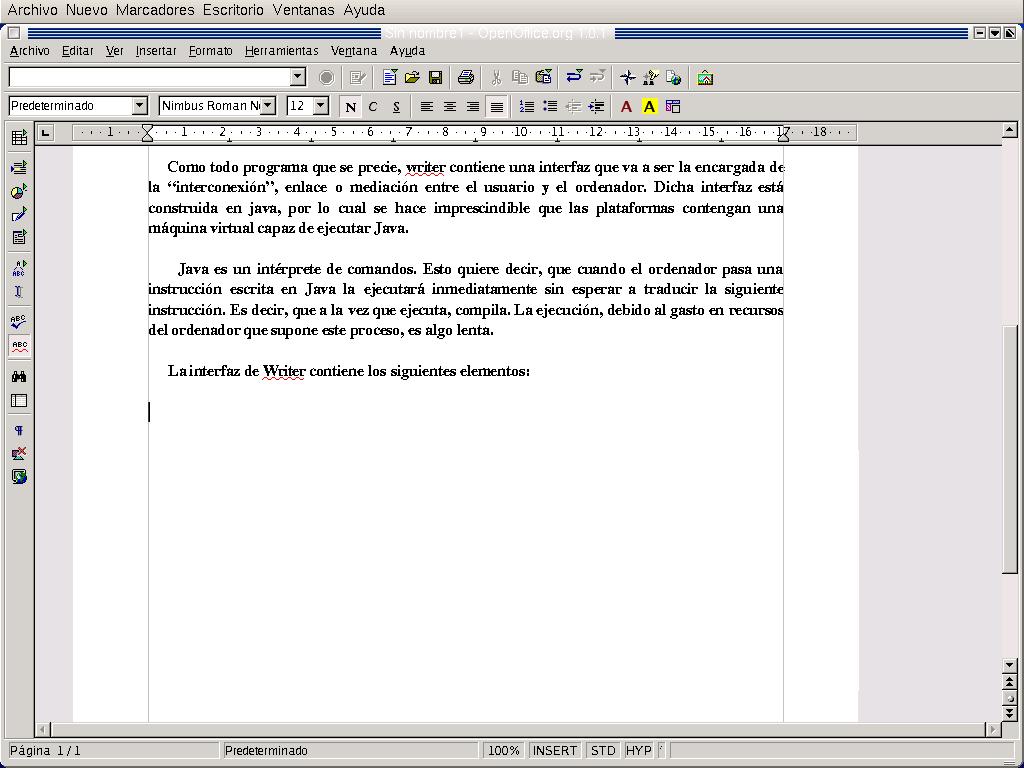 Archivo Nuevo Marcadores Escritorio Ventanas Ayuda
Sin nombre1 - OpenOffice.org 1.0.1
Archivo Editar Ver Insertar Formato Herramientas Ventana Ayuda
Predeterminado Nimbus Roman N 12 N C S A A
1 1 2 3 4 5 6 7 8 9 10 11 12 13 14 15 16 17 18
Como todo programa que se precie, writer contiene una interfaz que va a ser la encargada de
la “interconexión”, enlace o mediación entre el usuario y el ordenador. Dicha interfaz está
construida en java, por lo cual se hace imprescindible que las plataformas contengan una
máquina virtual capaz de ejecutar Java.
Java es un intérprete de comandos. Esto quiere decir, que cuando el ordenador pasa una
instrucción escrita en Java la ejecutará inmediatamente sin esperar a traducir la siguiente
instrucción. Es decir, que a la vez que ejecuta, compila. La ejecución, debido al gasto en recursos
del ordenador que supone este proceso, es algo lenta.
La interfaz de Writer contiene los siguientes elementos:
ABC
ABC
ABC
Página 1 / 1 Predeterminado 100% INSERT STD HYP *